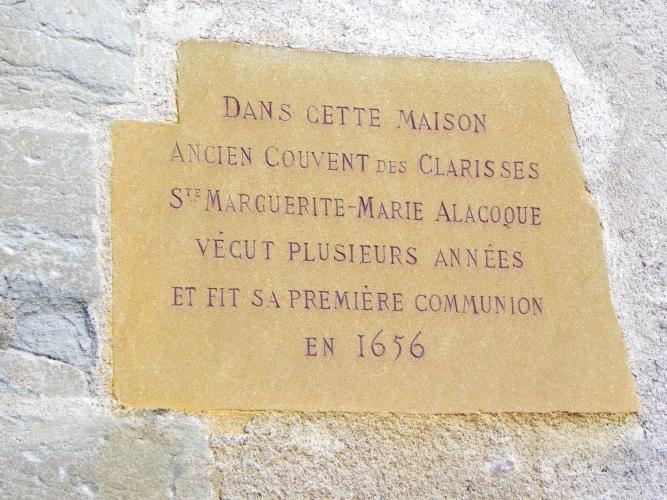 DANS CETTE MAISON
ANCIEN COUVENT DES CLARISSES
STE MARGUERITE-MARIE ALACOQUE
VÉCUT PLUSIEURS ANNÉES
ET FIT SA PREMIÈRE COMMUNION
EN 1656